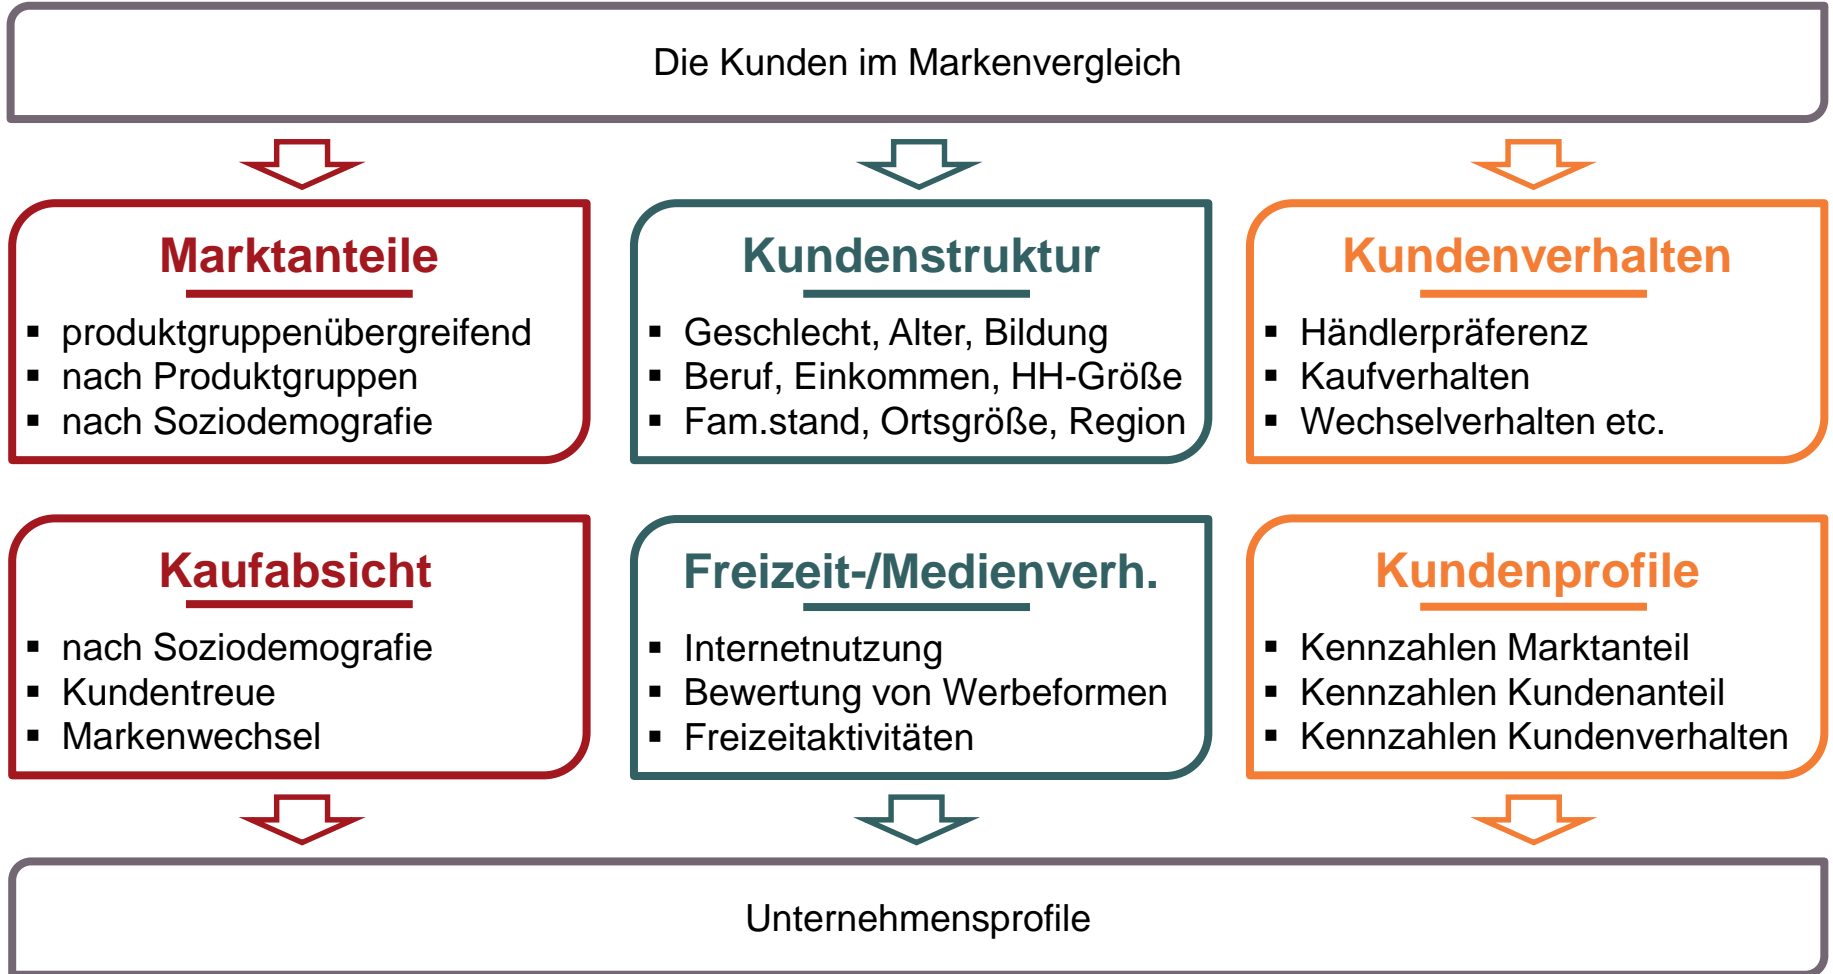 Die Kunden im Markenvergleich
Marktanteile
▪ produktgruppenübergreifend
▪ nach Produktgruppen
▪ nach Soziodemografie
Kundenstruktur
▪ Geschlecht, Alter, Bildung
▪ Beruf, Einkommen, HH-Größe
▪ Fam.stand, Ortsgröße, Region
Kundenverhalten
▪ Händlerpräferenz
▪ Kaufverhalten
▪ Wechselverhalten etc.
Kaufabsicht
▪ nach Soziodemografie
▪ Kundentreue
▪ Markenwechsel
Freizeit-/Medienverh.
▪ Internetnutzung
▪ Bewertung von Werbeformen
▪ Freizeitaktivitäten
Kundenprofile
▪ Kennzahlen Marktanteil
▪ Kennzahlen Kundenanteil
▪ Kennzahlen Kundenverhalten
Unternehmensprofile